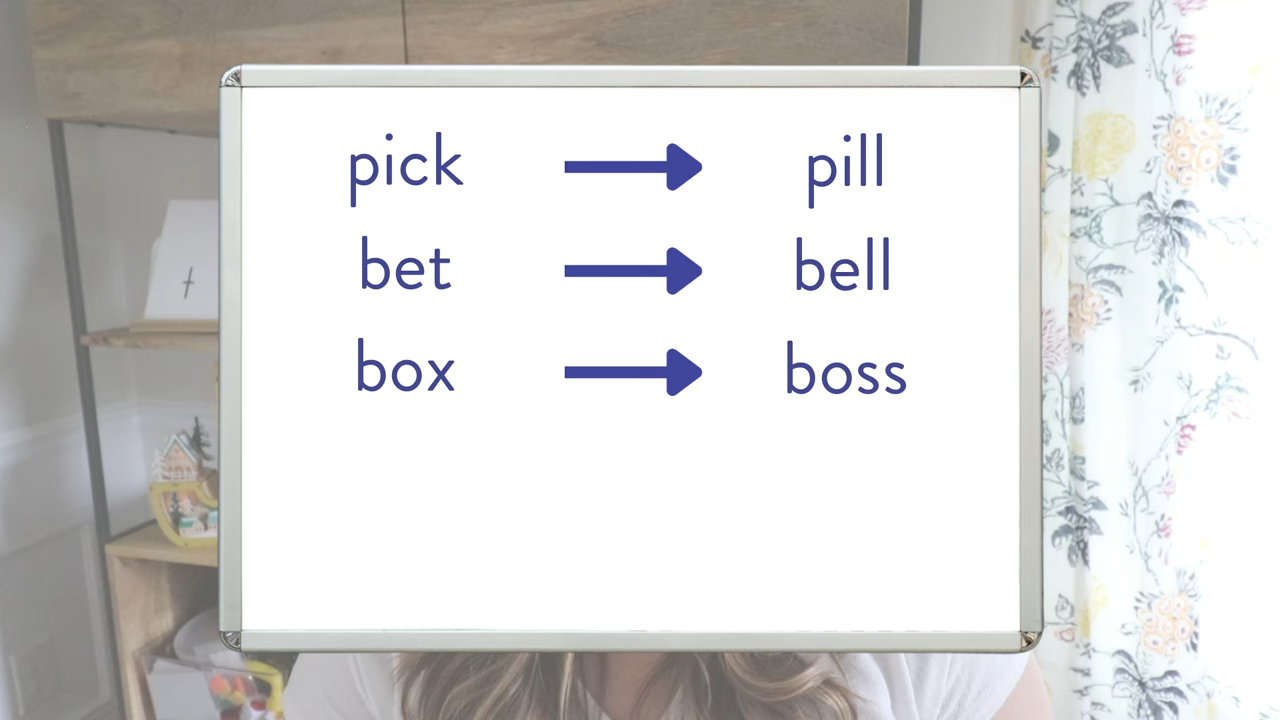 pick → pill
bet → bell
box → boss
t